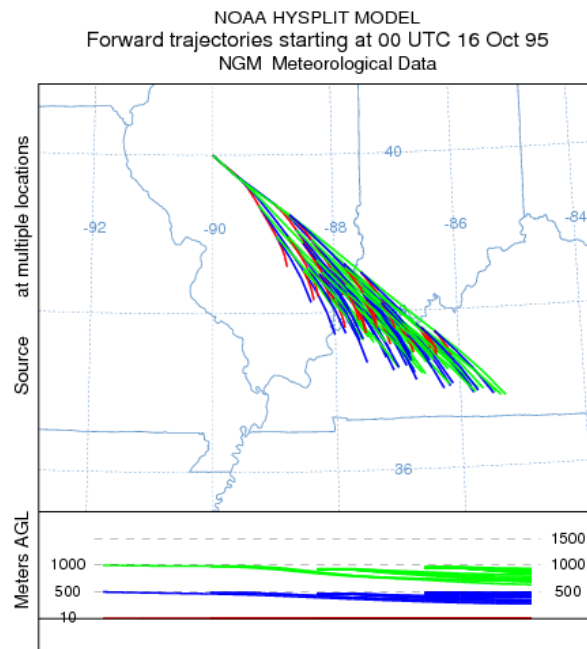 NOAA HYSPLIT MODEL
Forward trajectories starting at 00 UTC 16 Oct 95
NGM Meteorological Data
Source at multiple locations
40
-92
-90
-88
-86
-84
36
Meters AGL
1500
1000
1000
500
500
10